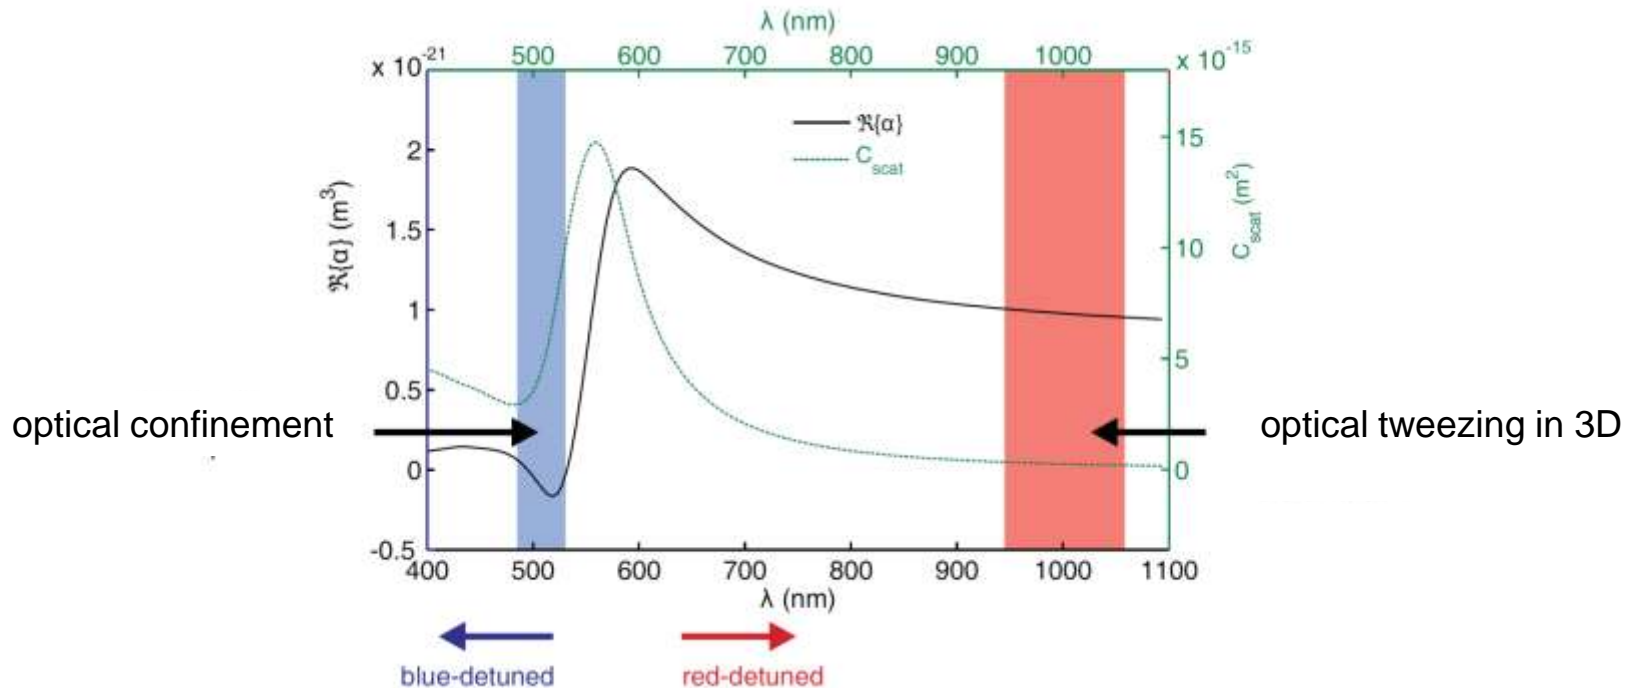 λ (nm)
500 600 700 800 900 1000
x 10⁻²¹
x 10⁻¹⁵
ℜ{α}
C_scat
2
1.5
1
0.5
0
-0.5
ℜ{α} (m³)
15
10
5
0
C_scat (m²)
optical confinement
optical tweezing in 3D
400 500 600 700 800 900 1000 1100
λ (nm)
blue-detuned
red-detuned